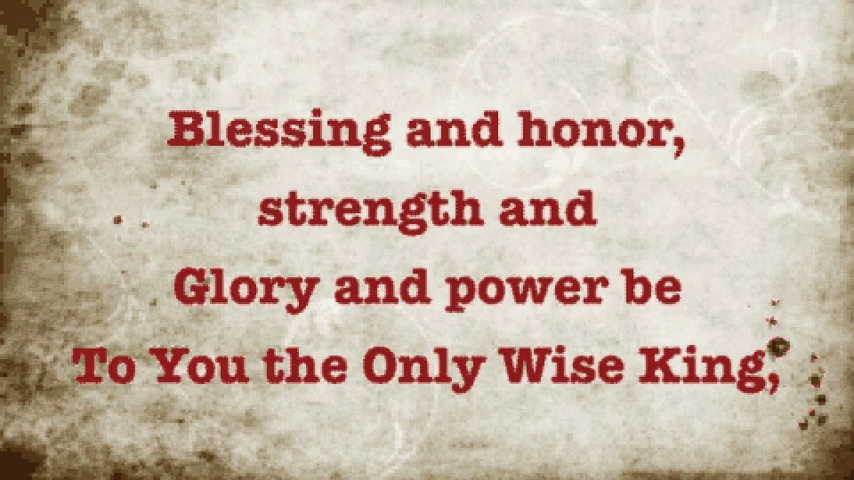 Blessing and honor,
strength and
Glory and power be
To You the Only Wise King,